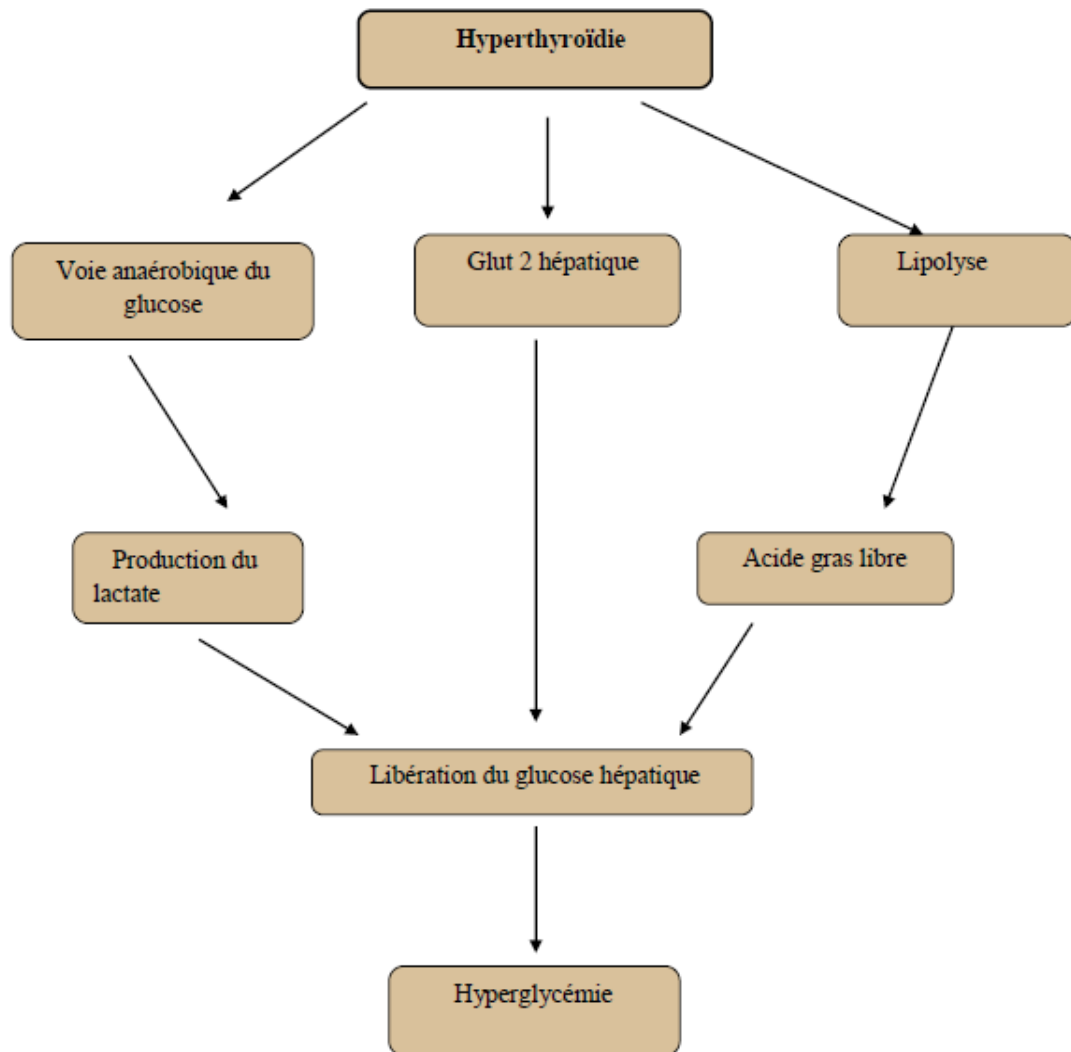 Hyperthyroïdie
Voie anaérobique du
glucose
Glut 2 hépatique
Lipolyse
Production du
lactate
Acide gras libre
Libération du glucose hépatique
Hyperglycémie